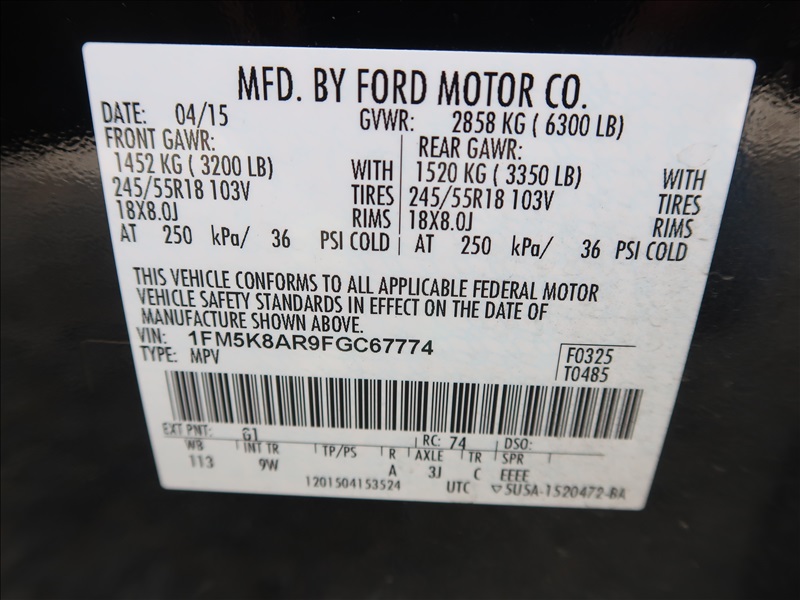 MFD. BY FORD MOTOR CO.
DATE: 04/15 GVWR: 2858 KG ( 6300 LB)
FRONT GAWR: REAR GAWR:
1452 KG ( 3200 LB) WITH 1520 KG ( 3350 LB) WITH
245/55R18 103V TIRES 245/55R18 103V TIRES
18X8.0J RIMS 18X8.0J RIMS
AT 250 kPa/ 36 PSI COLD AT 250 kPa/ 36 PSI COLD
THIS VEHICLE CONFORMS TO ALL APPLICABLE FEDERAL MOTOR
VEHICLE SAFETY STANDARDS IN EFFECT ON THE DATE OF
MANUFACTURE SHOWN ABOVE.
VIN: 1FM5K8AR9FGC67774
TYPE: MPV F0325
T0485
EXT PNT: G1 RC: 74 DSO:
WB INT TR TP/PS R AXLE TR SPR
113 9W A 3J C EEEE
1201504153524 UTC ▽SUSA-1520472-BA